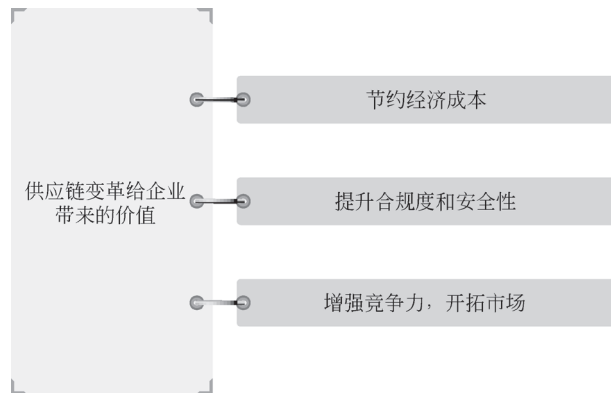 供应链变革给企业
带来的价值
节约经济成本
提升合规度和安全性
增强竞争力，开拓市场